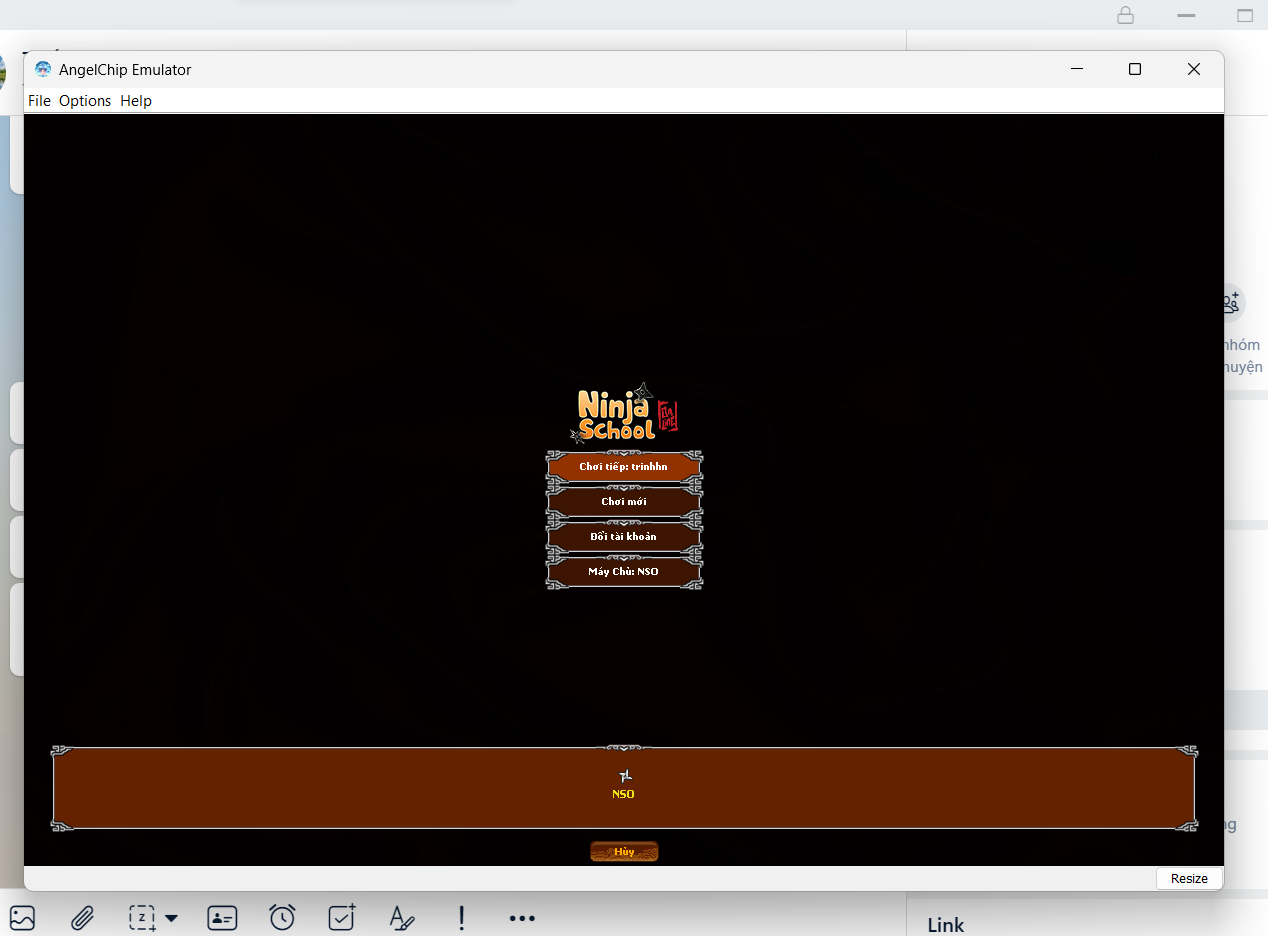 AngelChip Emulator
File Options Help
nhóm
huyện
Ninja
School
Chơi tiếp: trinhhn
Chơi mới
Đổi tài khoản
Máy Chủ: NSO
NSO
Hủy
ng
Resize
Z
Link